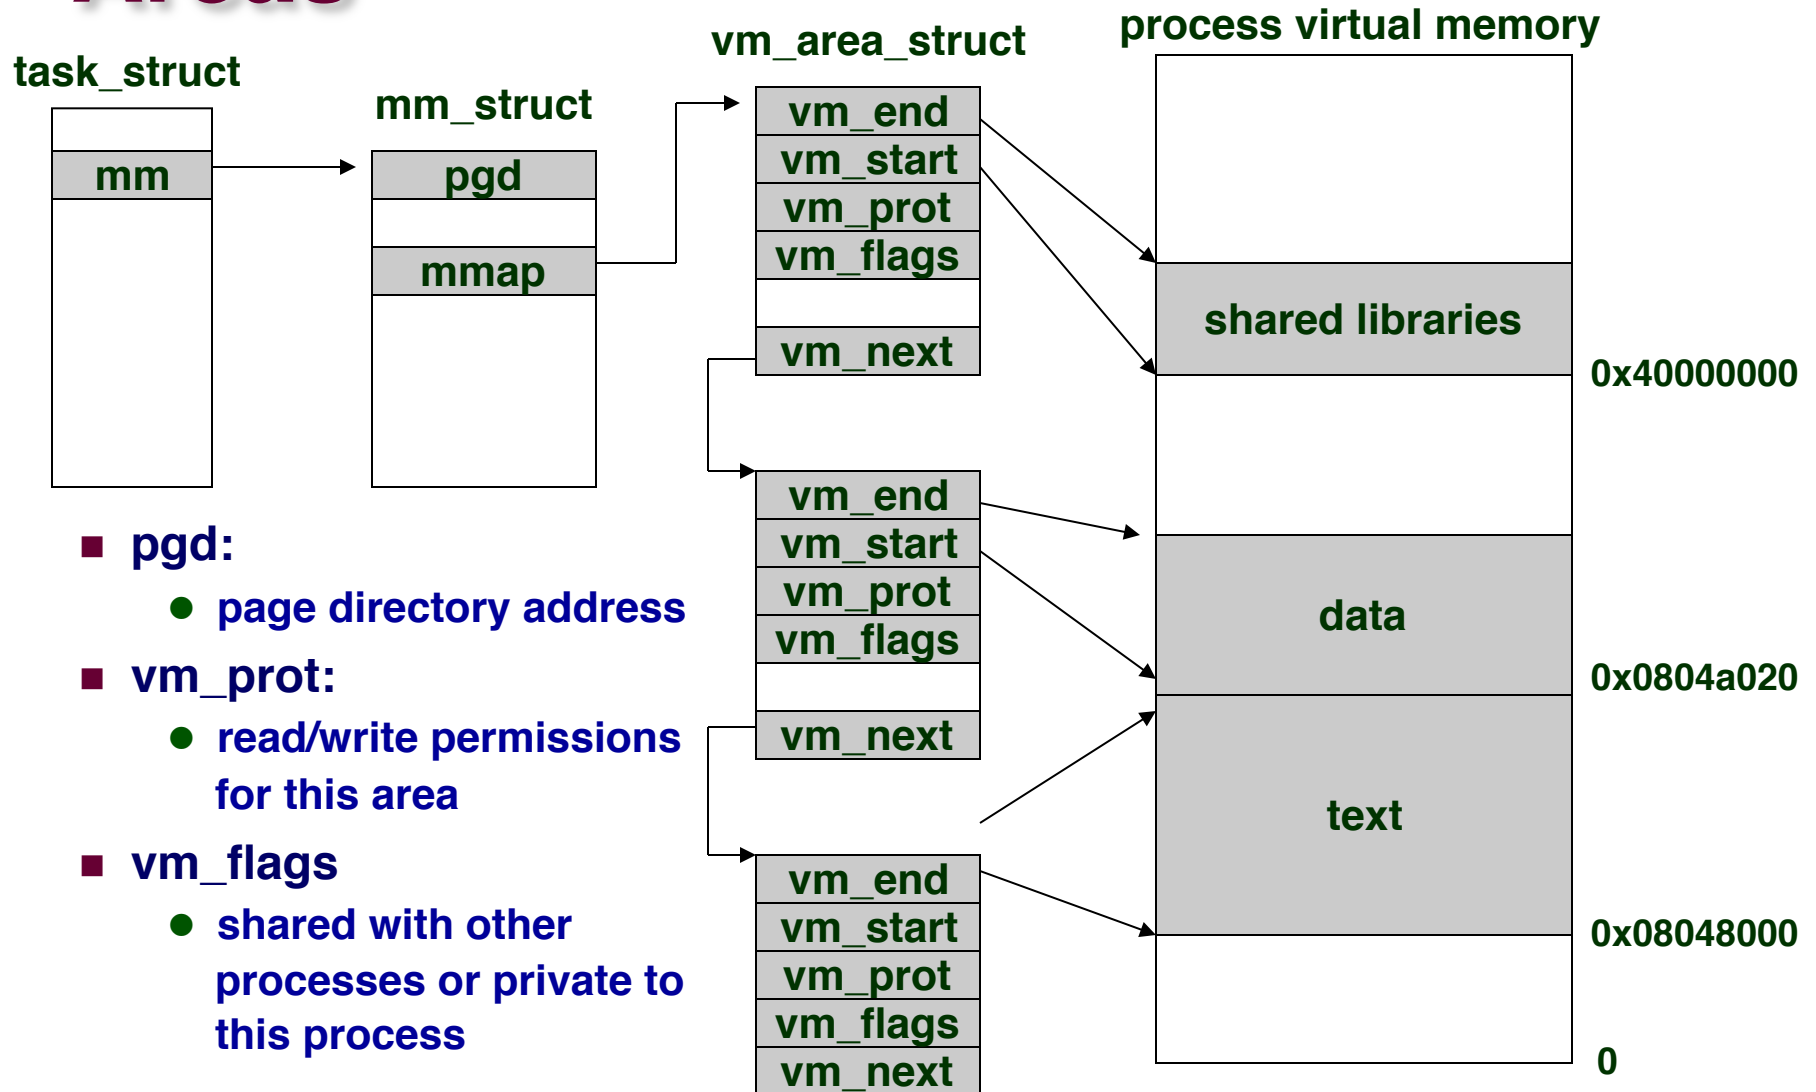 Areas
task_struct
mm
mm_struct
pgd
mmap
vm_area_struct
vm_end
vm_start
vm_prot
vm_flags
vm_next
vm_end
vm_start
vm_prot
vm_flags
vm_next
vm_end
vm_start
vm_prot
vm_flags
vm_next
process virtual memory
shared libraries
0x40000000
data
0x0804a020
text
0x08048000
0
pgd:
page directory address
vm_prot:
read/write permissions
for this area
vm_flags
shared with other
processes or private to
this process